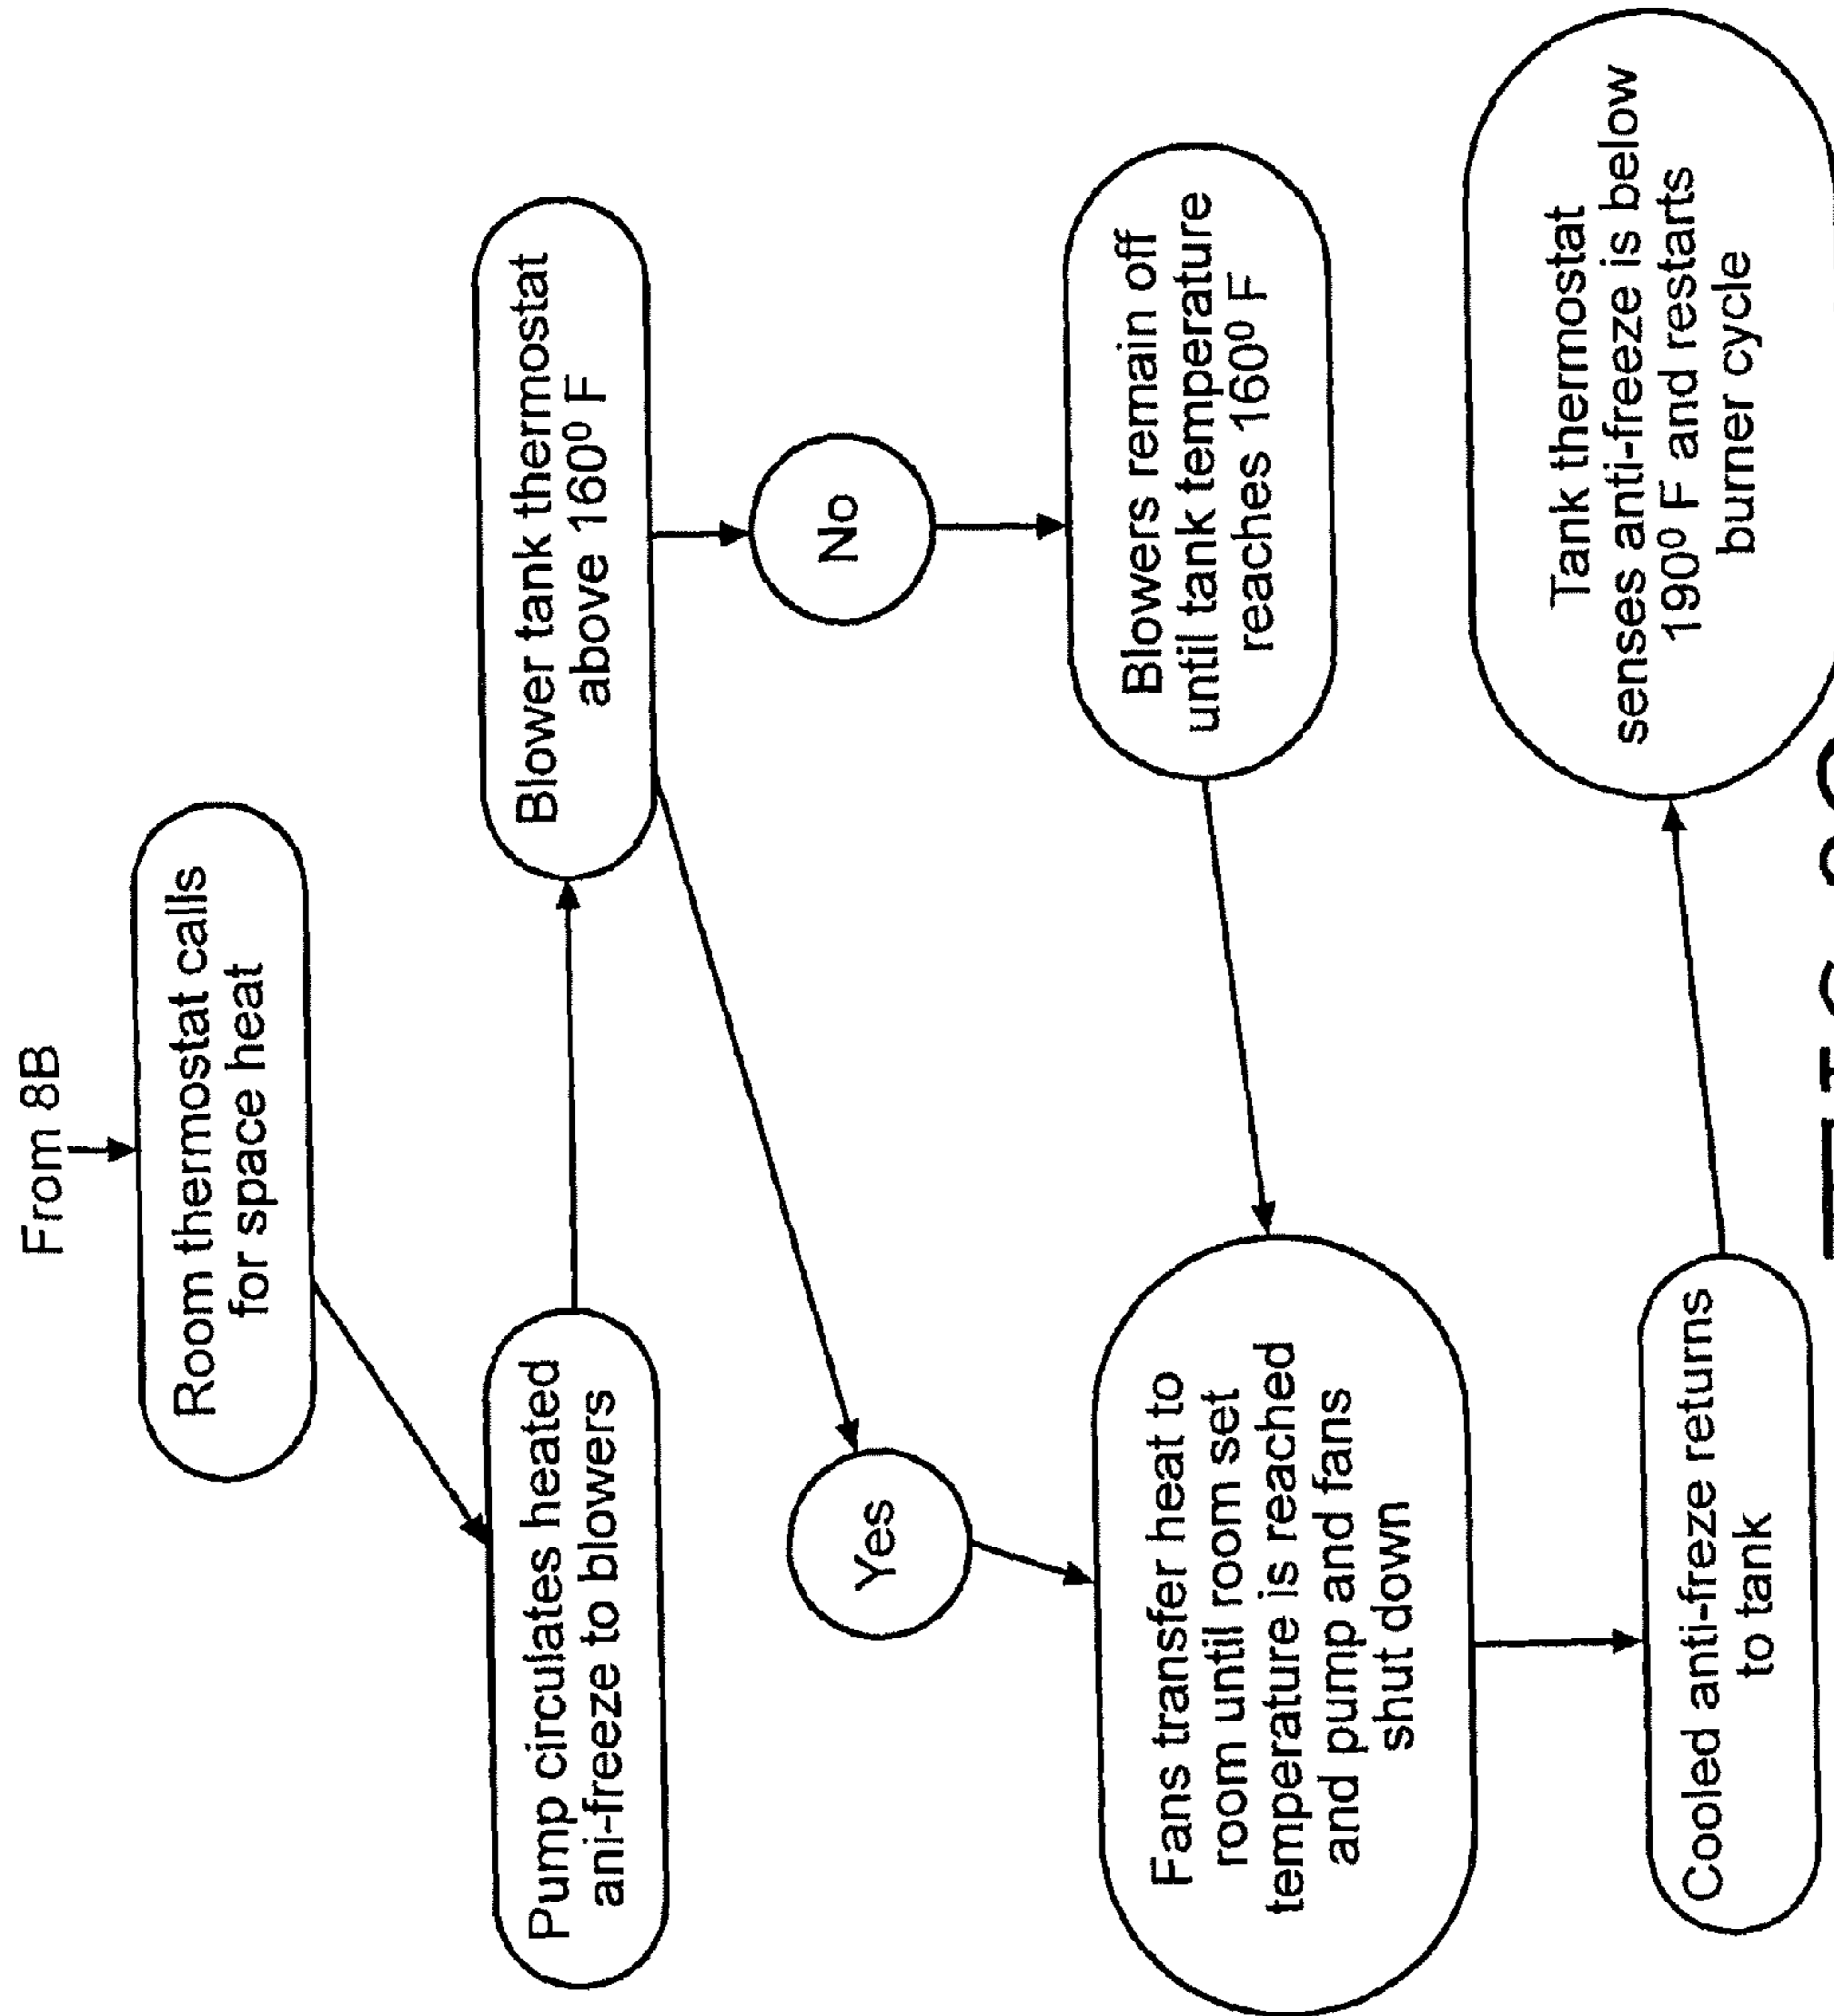 From 8B
Room thermostat calls
for space heat
Pump circulates heated
ani-freeze to blowers
Blower tank thermostat
above 160⁰ F
Yes
No
Fans transfer heat to
room until room set
temperature is reached
and pump and fans
shut down
Blowers remain off
until tank temperature
reaches 160⁰ F
Cooled anti-freeze returns
to tank
Tank thermostat
senses anti-freeze is below
190⁰ F and restarts
burner cycle